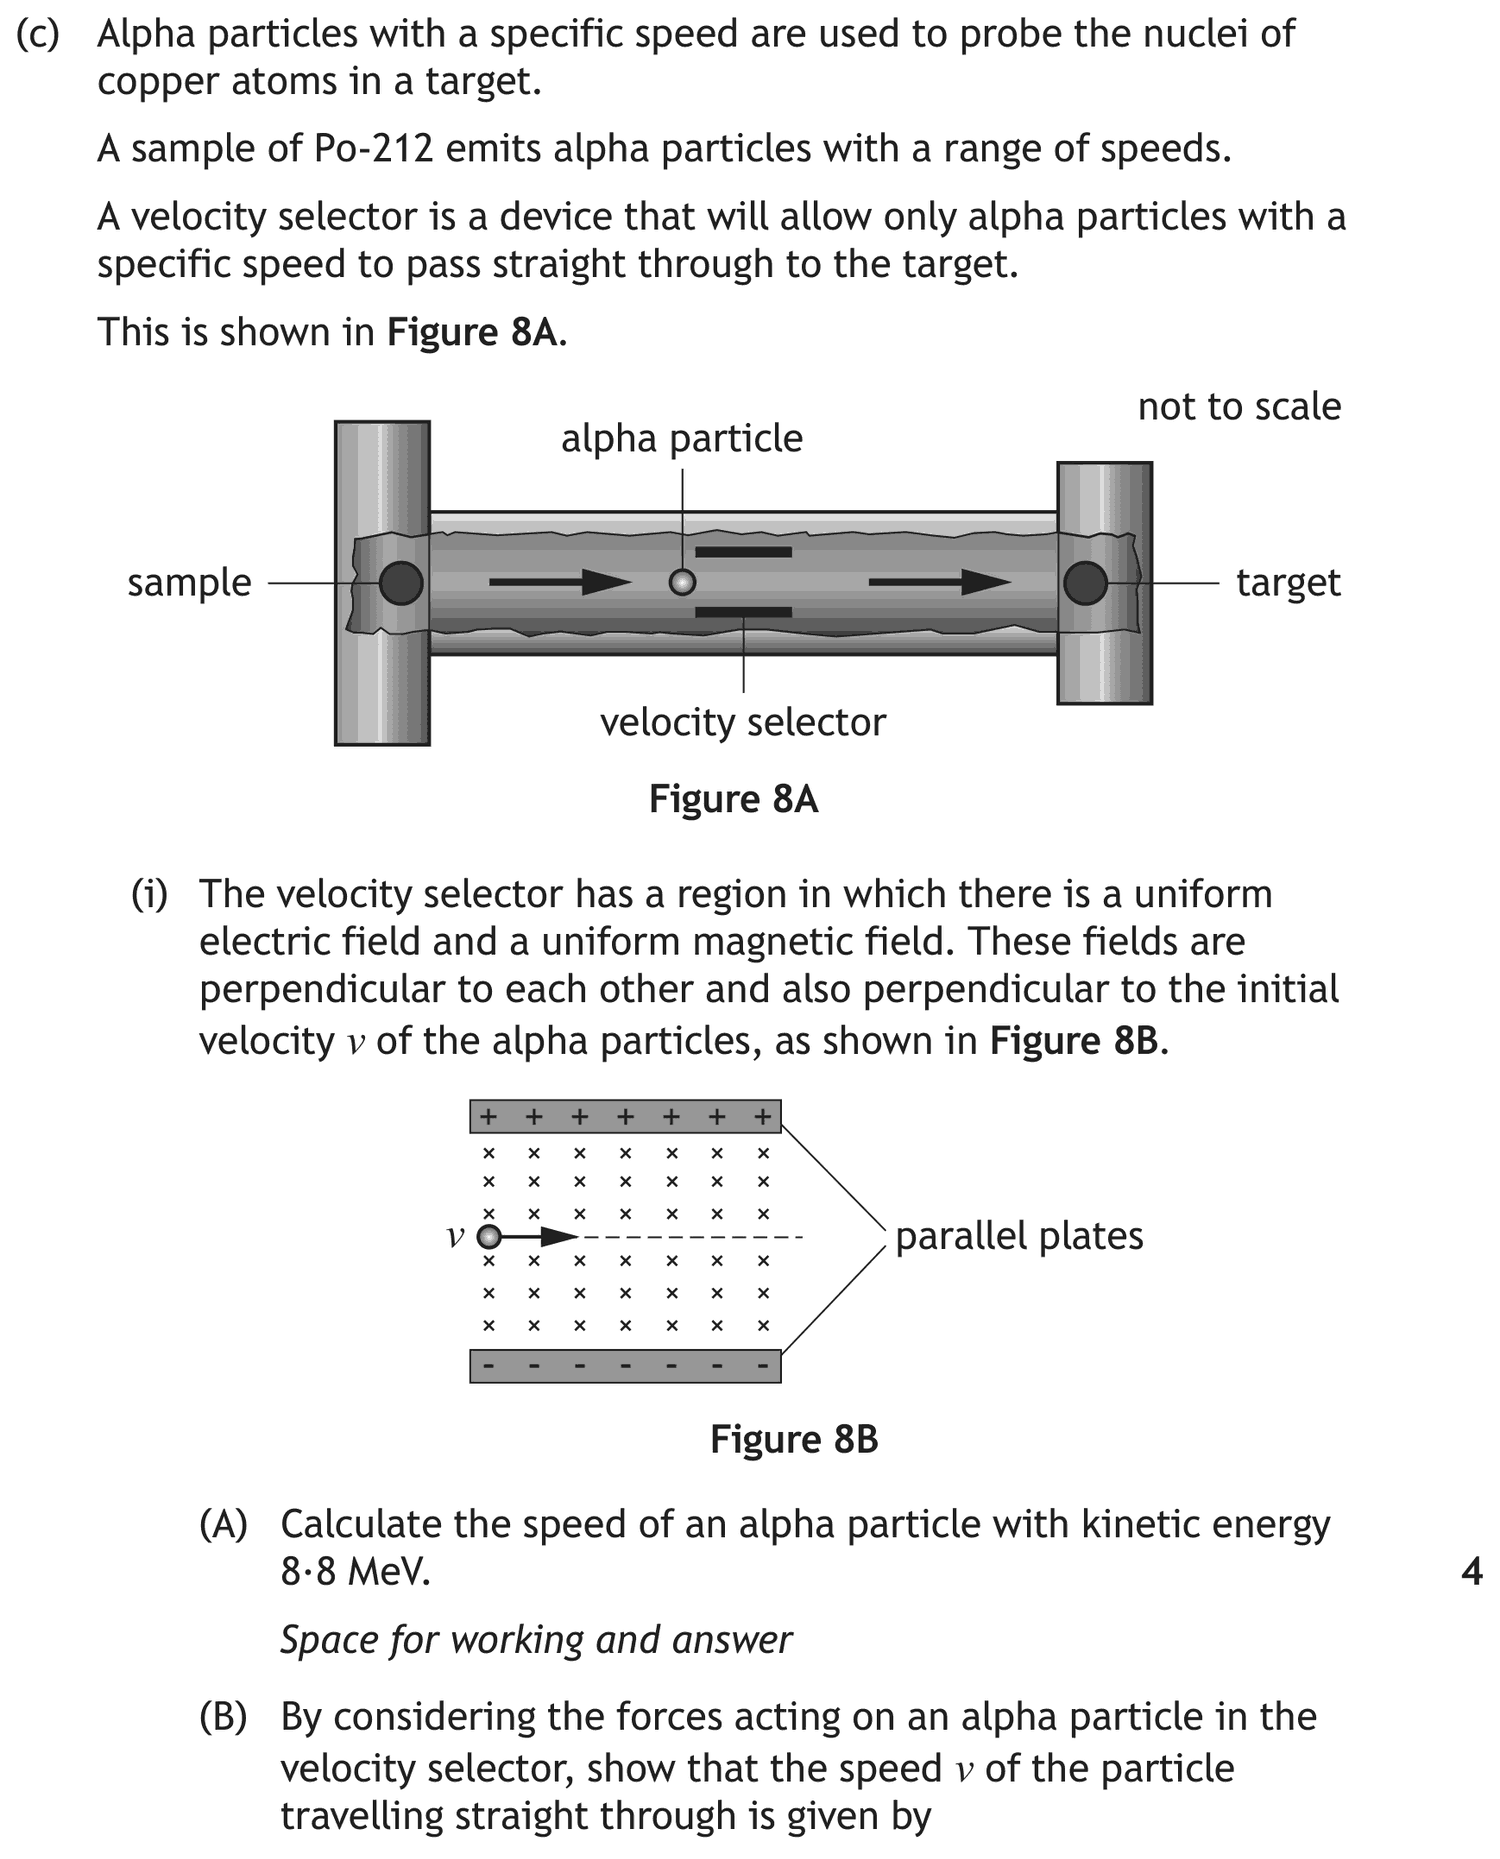 (c) Alpha particles with a specific speed are used to probe the nuclei of
copper atoms in a target.
A sample of Po-212 emits alpha particles with a range of speeds.
A velocity selector is a device that will allow only alpha particles with a
specific speed to pass straight through to the target.
This is shown in Figure 8A.
not to scale
alpha particle
sample
target
velocity selector
Figure 8A
(i) The velocity selector has a region in which there is a uniform
electric field and a uniform magnetic field. These fields are
perpendicular to each other and also perpendicular to the initial
velocity v of the alpha particles, as shown in Figure 8B.
+ + + + + + +
× × × × × × ×
× × × × × × ×
× × × × × × ×
v
parallel plates
× × × × × × ×
× × × × × × ×
× × × × × × ×
- - - - - - -
Figure 8B
(A) Calculate the speed of an alpha particle with kinetic energy
8·8 MeV. 4
Space for working and answer
(B) By considering the forces acting on an alpha particle in the
velocity selector, show that the speed v of the particle
travelling straight through is given by